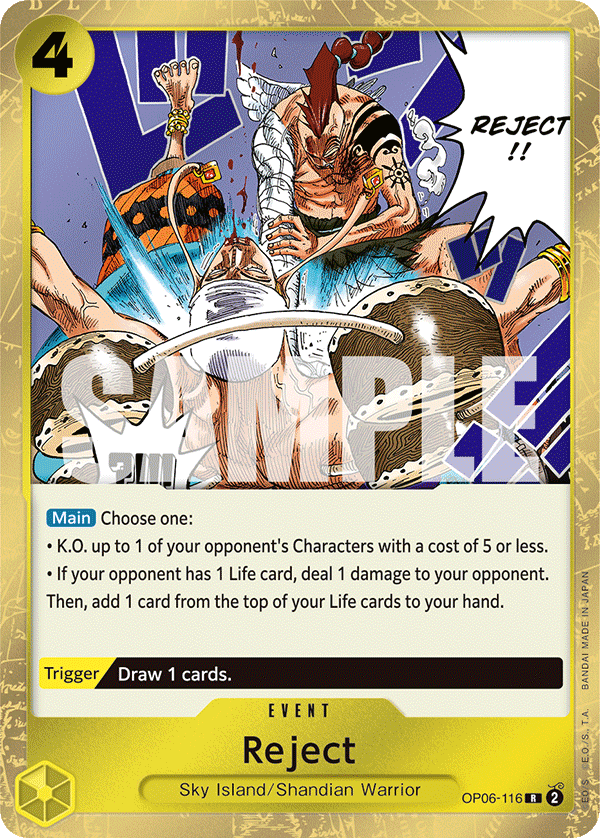 4
REJECT
!!
SAMPLE
?!!!
Main Choose one:
• K.O. up to 1 of your opponent's Characters with a cost of 5 or less.
• If your opponent has 1 Life card, deal 1 damage to your opponent.
Then, add 1 card from the top of your Life cards to your hand.
Trigger Draw 1 cards.
EVENT
Reject
Sky Island/Shandian Warrior
OP06-116 R 2
©E.O./S. ©E.O./S, T.A. BANDAI MADE IN JAPAN